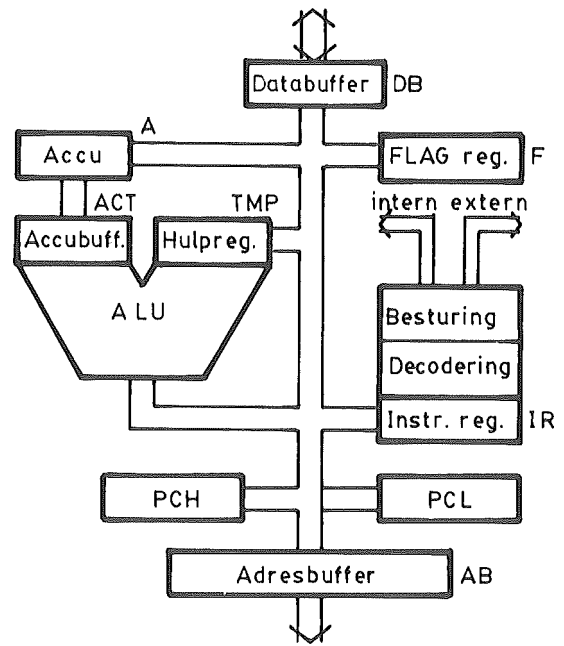 Databuffer DB
A
Accu
FLAG reg. F
ACT
TMP
intern extern
Accubuff.
Hulpreg.
ALU
Besturing
Decodering
Instr. reg. IR
PCH
PCL
Adresbuffer AB